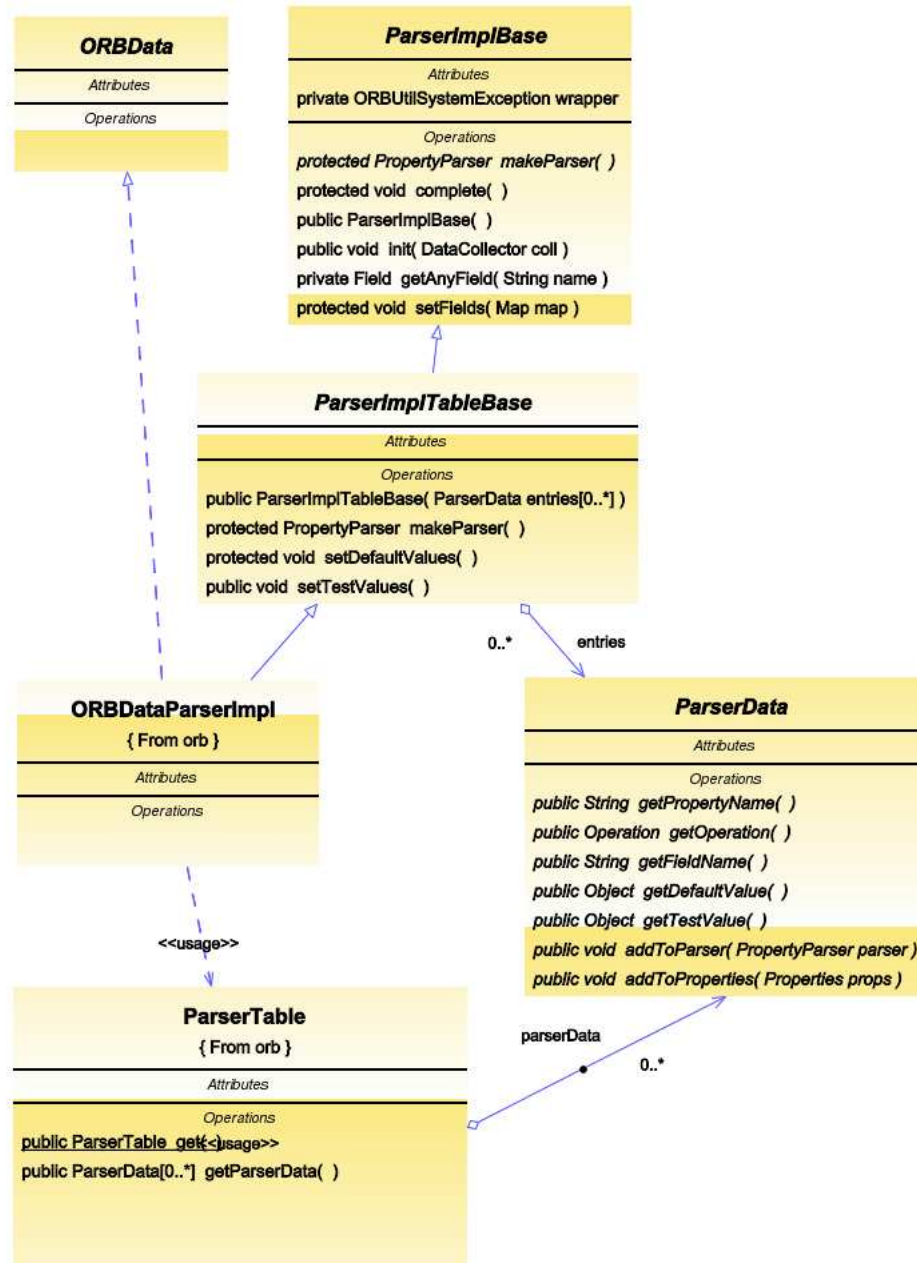 ORBData
Attributes
Operations
ParserImplBase
Attributes
private ORBUtilSystemException wrapper
Operations
protected PropertyParser makeParser( )
protected void complete( )
public ParserImplBase( )
public void init( DataCollector coll )
private Field getAnyField( String name )
protected void setFields( Map map )
ParserImplTableBase
Attributes
Operations
public ParserImplTableBase( ParserData entries[0..*] )
protected PropertyParser makeParser( )
protected void setDefaultValues( )
public void setTestValues( )
0..*
entries
ORBDataParserImpl
{ From orb }
Attributes
Operations
ParserData
Attributes
Operations
public String getPropertyName( )
public Operation getOperation( )
public String getFieldName( )
public Object getDefaultValue( )
public Object getTestValue( )
public void addToParser( PropertyParser parser )
public void addToProperties( Properties props )
<<usage>>
ParserTable
{ From orb }
Attributes
Operations
public ParserTable get( )
<<usage>>
public ParserData[0..*] getParserData( )
parserData
0..*